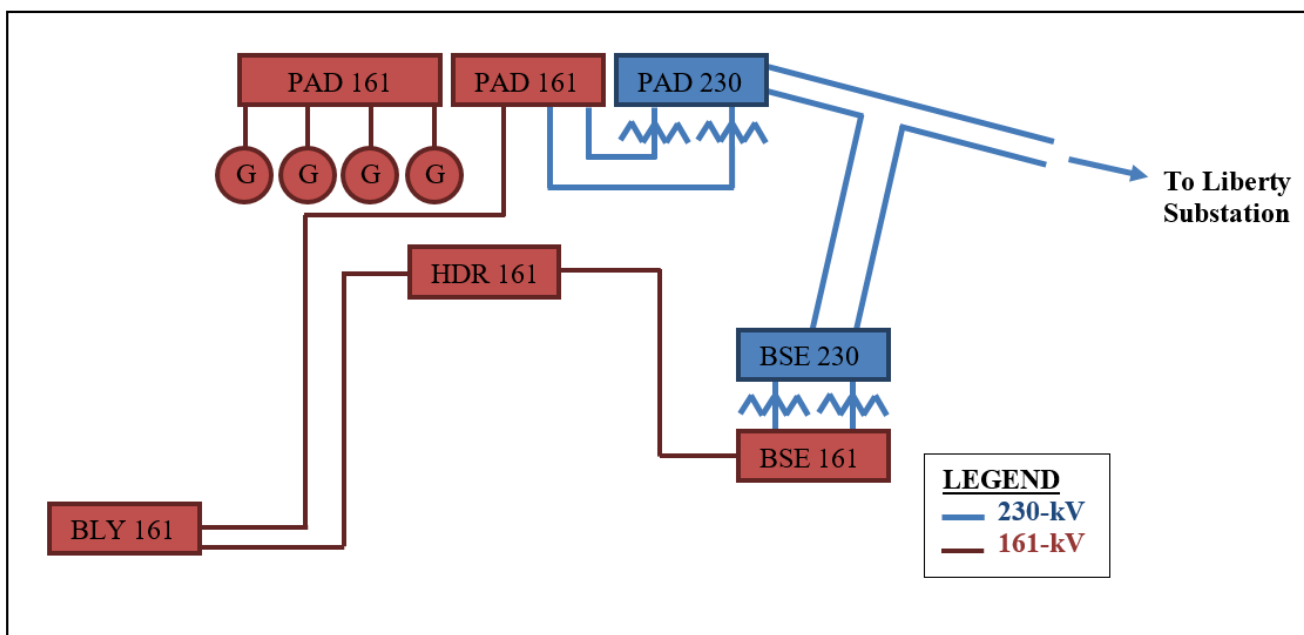 PAD 161
PAD 161
PAD 230
G
G
G
G
To Liberty
Substation
HDR 161
BSE 230
BSE 161
BLY 161
LEGEND
230-kV
161-kV